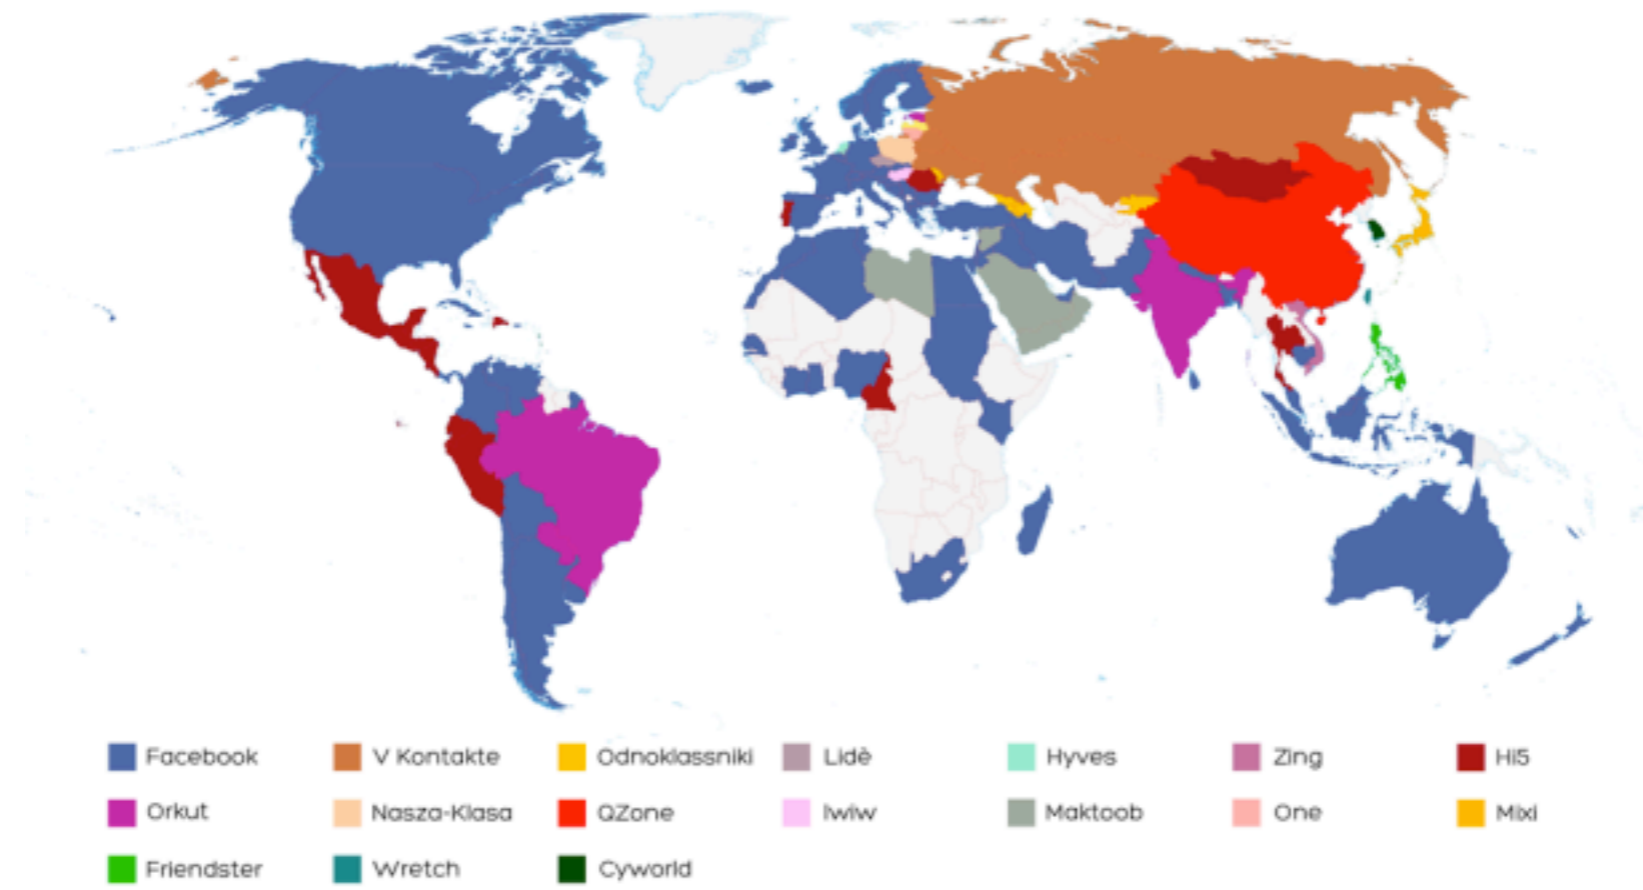 Facebook V Kontakte Odnoklassniki Lidè Hyves Zing Hi5
Orkut Nasza-Klasa QZone Iwiw Maktoob One Mixi
Friendster Wretch Cyworld